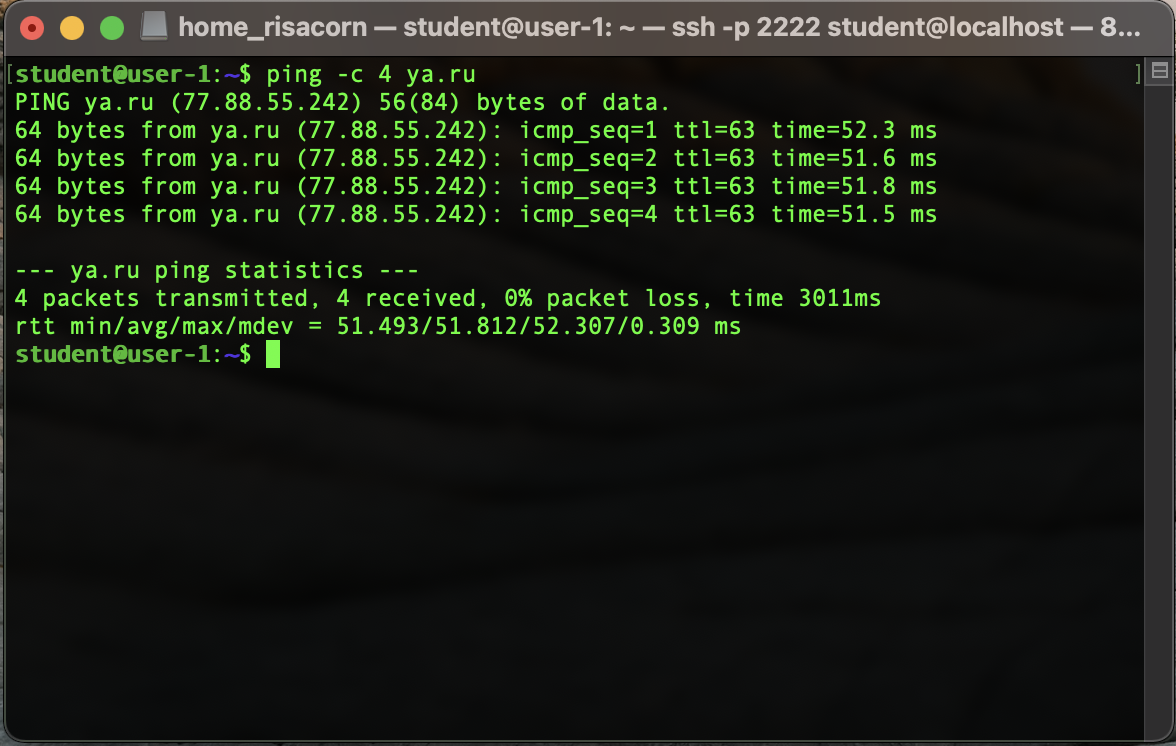 home_risacorn — student@user-1: ~ — ssh -p 2222 student@localhost — 8...
[student@user-1:~$ ping -c 4 ya.ru ]
PING ya.ru (77.88.55.242) 56(84) bytes of data.
64 bytes from ya.ru (77.88.55.242): icmp_seq=1 ttl=63 time=52.3 ms
64 bytes from ya.ru (77.88.55.242): icmp_seq=2 ttl=63 time=51.6 ms
64 bytes from ya.ru (77.88.55.242): icmp_seq=3 ttl=63 time=51.8 ms
64 bytes from ya.ru (77.88.55.242): icmp_seq=4 ttl=63 time=51.5 ms
--- ya.ru ping statistics ---
4 packets transmitted, 4 received, 0% packet loss, time 3011ms
rtt min/avg/max/mdev = 51.493/51.812/52.307/0.309 ms
student@user-1:~$